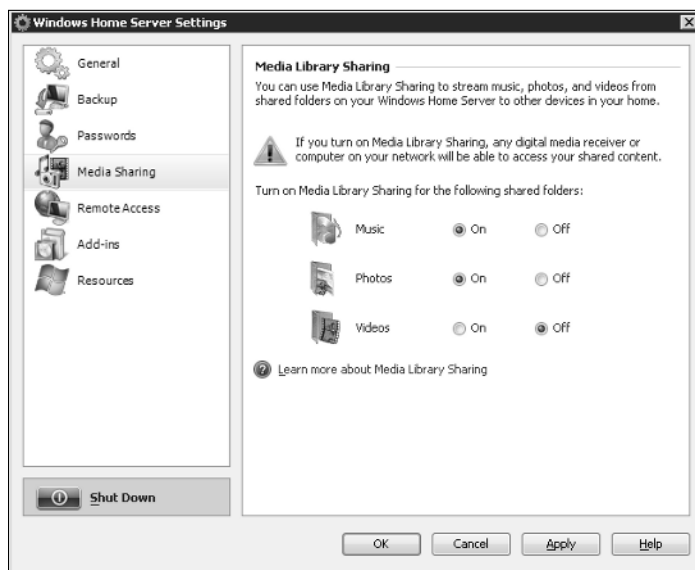 Windows Home Server Settings
General
Backup
Passwords
Media Sharing
Remote Access
Add-ins
Resources
Shut Down
Media Library Sharing
You can use Media Library Sharing to stream music, photos, and videos from
shared folders on your Windows Home Server to other devices in your home.
If you turn on Media Library Sharing, any digital media receiver or
computer on your network will be able to access your shared content.
Turn on Media Library Sharing for the following shared folders:
Music On Off
Photos On Off
Videos On Off
Learn more about Media Library Sharing
OK Cancel Apply Help